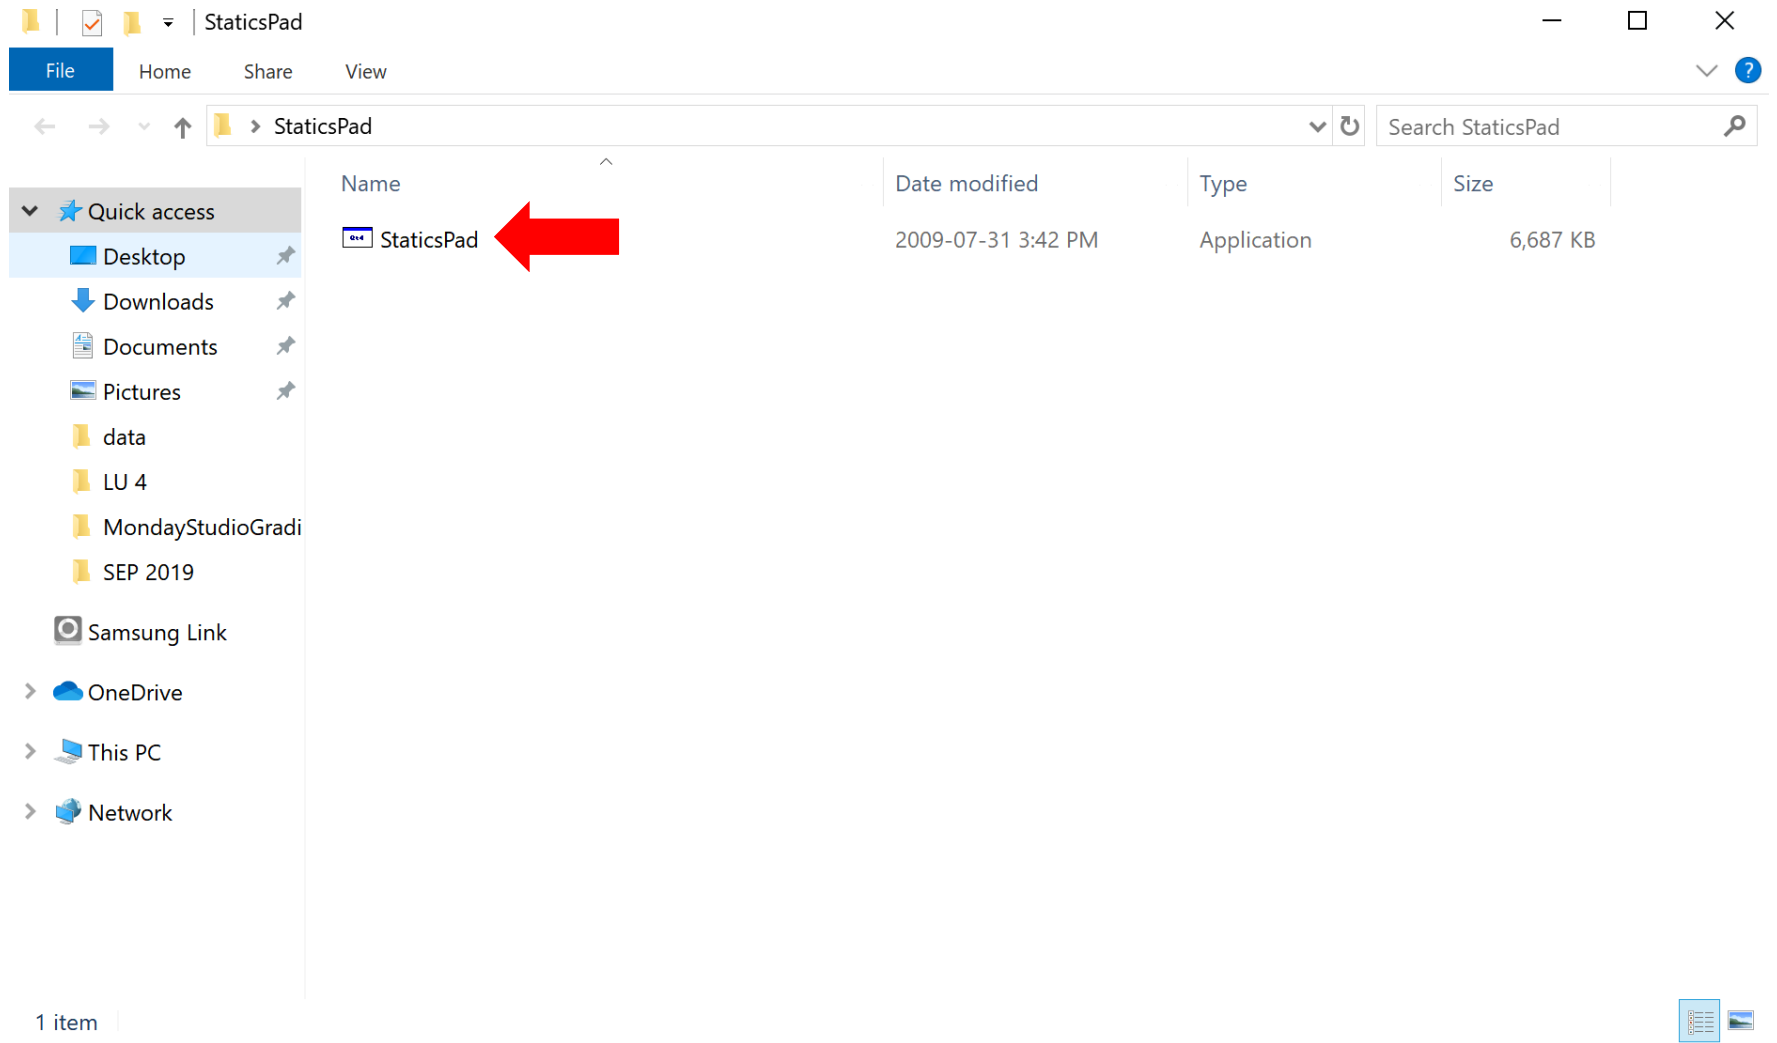 StaticsPad
File Home Share View ?
StaticsPad Search StaticsPad
Name Date modified Type Size
Quick access
StaticsPad 2009-07-31 3:42 PM Application 6,687 KB
Desktop
Downloads
Documents
Pictures
data
LU 4
MondayStudioGradi
SEP 2019
Samsung Link
OneDrive
This PC
Network
1 item